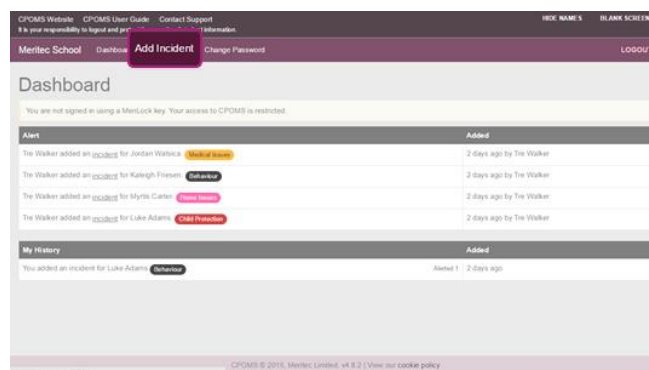 CPOMS Website CPOMS User Guide Contact Support HIDE NAMES BLANK SCREEN
It is your responsibility to logout and information.
Meritec School Add Incident Change Password LOGOUT
Dashboard
You are not signed in using a MeriLock key. Your access to CPOMS is restricted.
Alert Added
Tre Walker added an incident for Jordan Watsica Medical Issues 2 days ago by Tre Walker
Tre Walker added an incident for Kaleigh Friesen Behaviour 2 days ago by Tre Walker
Tre Walker added an incident for Myrtis Carter Home Issues 2 days ago by Tre Walker
Tre Walker added an incident for Luke Adams Child Protection 2 days ago by Tre Walker
My History Added
You added an incident for Luke Adams Behaviour Alerted 1 2 days ago
CPOMS © 2015, Meritec Limited. v4.8.2 | View our cookie policy.